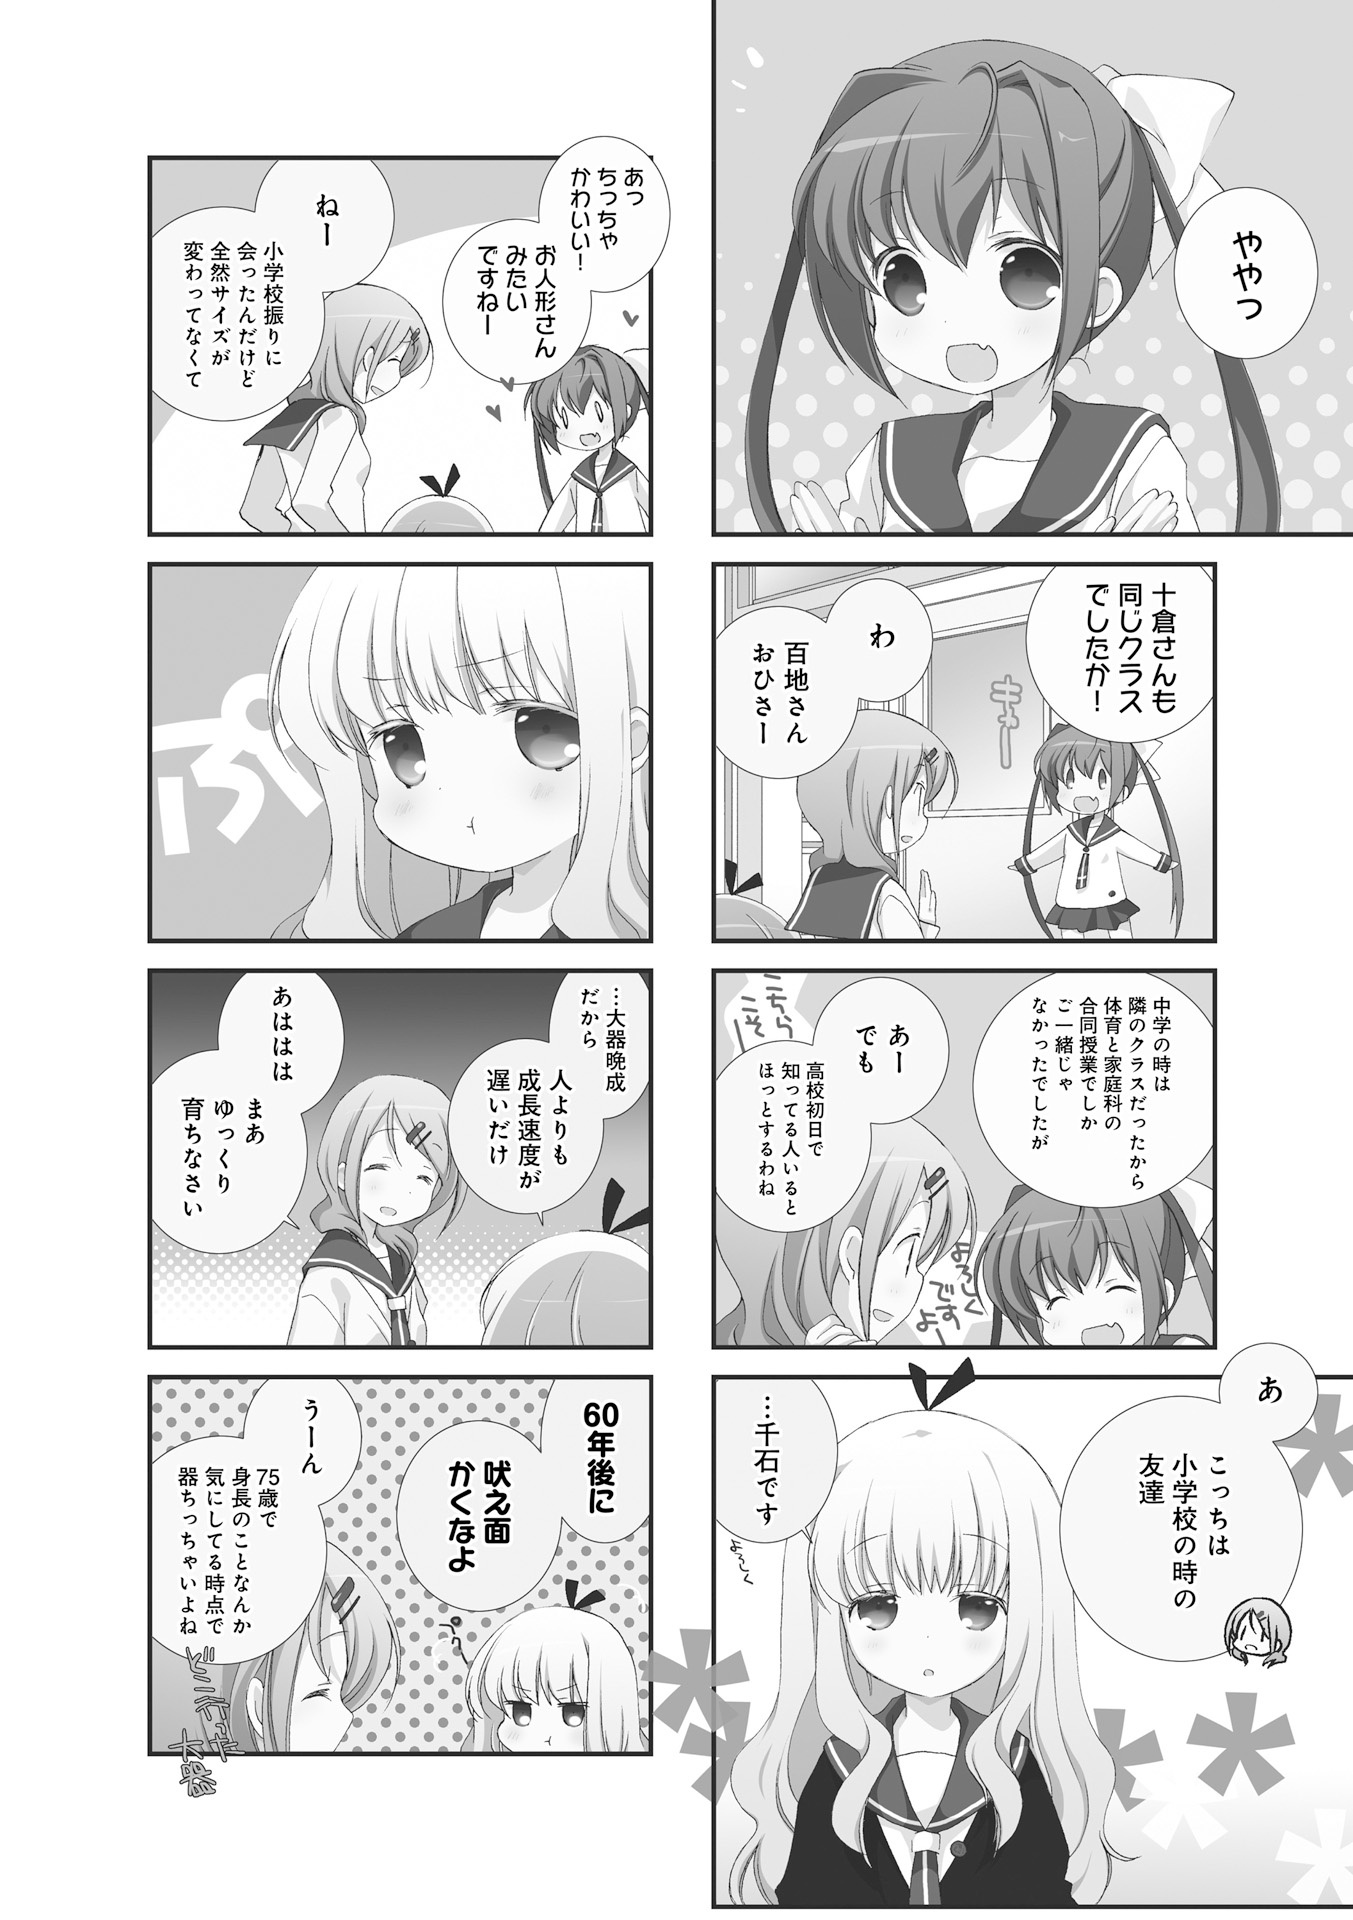 ややっ
十倉さんも
同じクラス
でしたか！
わ
百地さん
おひさー
キャー
中学の時は
隣のクラスだったから
体育と家庭科の
合同授業でしか
ご一緒じゃ
なかったでしたが
あー
でも
高校初日で
知ってる人いると
ほっとするわね
こちら
こそー
よろしく
ですよー
あ
こっちは
小学校の時の
友達
…千石です
よろしく
あっ
ちっちゃ
かわいい！
お人形さん
みたい
ですねー
ねー
小学校振りに
会ったんだけど
全然サイズが
変わってなくて
ぷー
…大器晩成
だから
人よりも
成長速度が
遅いだけ
あははは
まあ
ゆっくり
育ちなさい
60年後に
吠え面
かくなよ
プクー
うーん
75歳で
身長のことなんか
気にしてる時点で
器ちっちゃいよね
どこ行った
大器